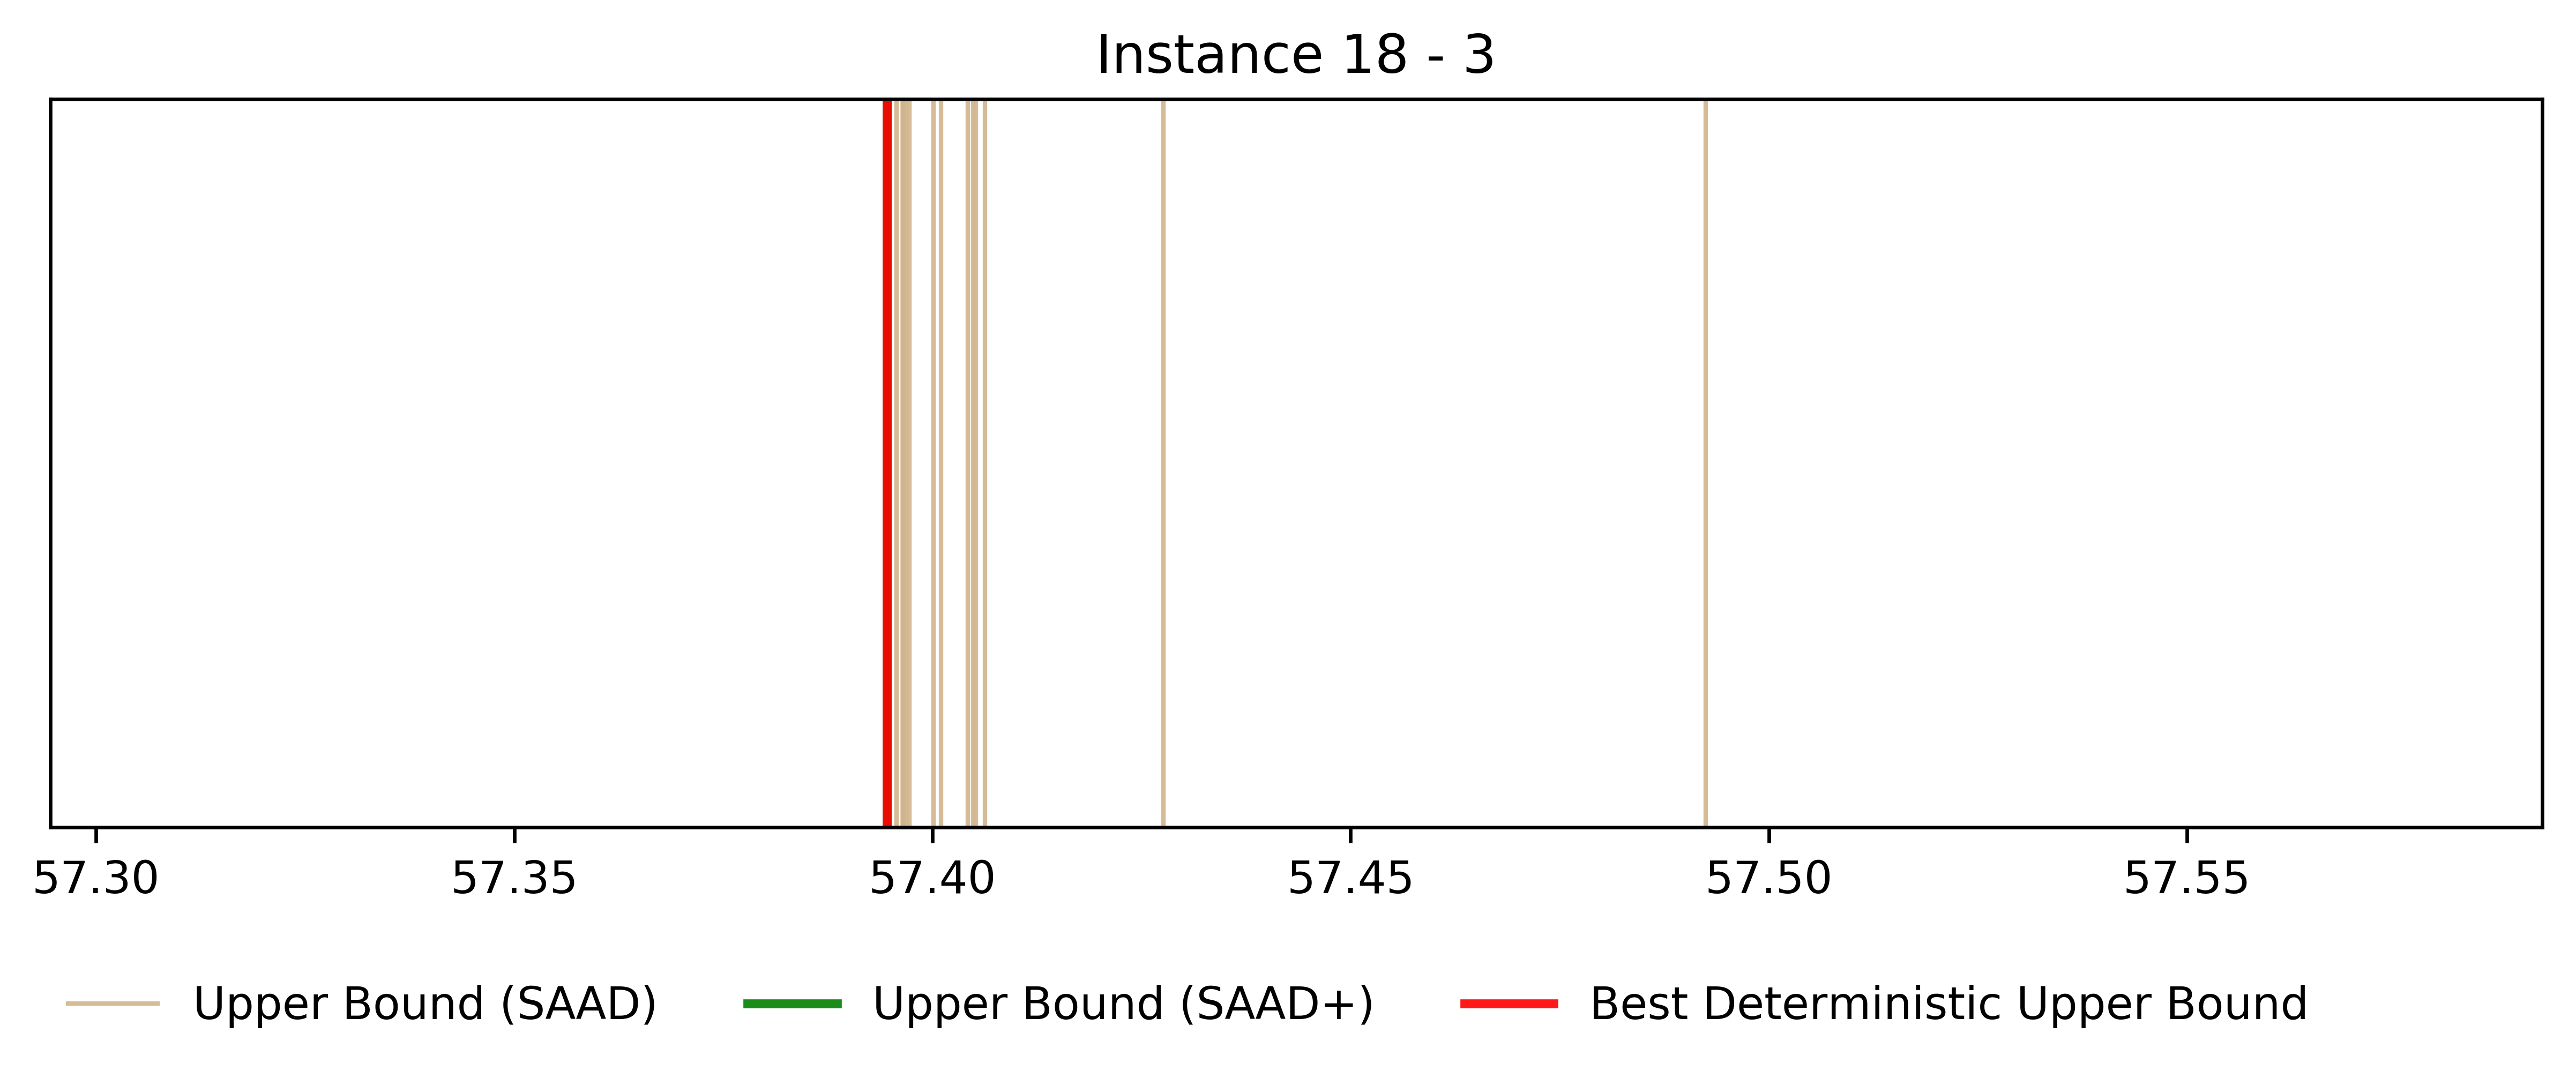 Instance 18 - 3
57.30 57.35 57.40 57.45 57.50 57.55
Upper Bound (SAAD) Upper Bound (SAAD+) Best Deterministic Upper Bound